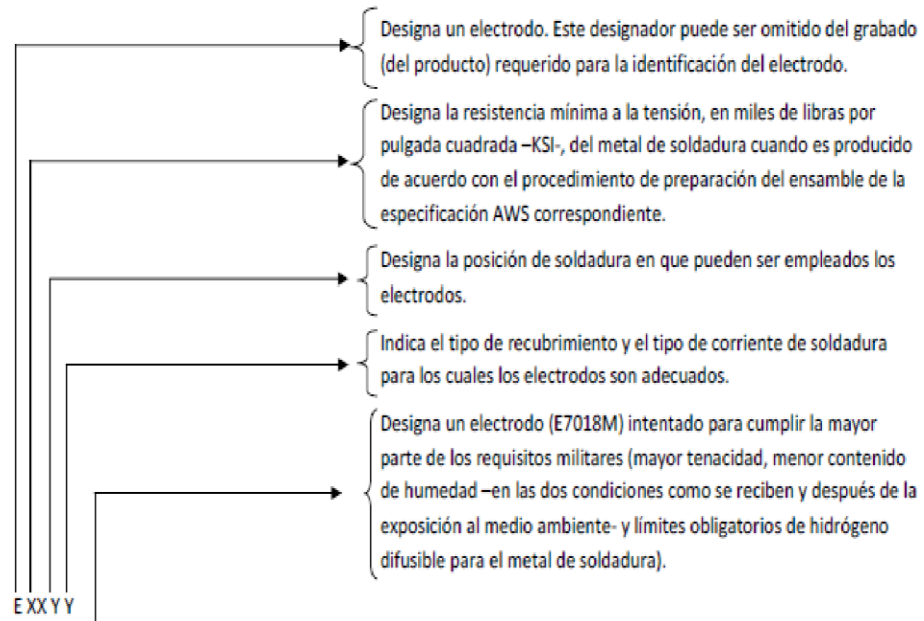 Designa un electrodo. Este designador puede ser omitido del grabado
(del producto) requerido para la identificación del electrodo.
Designa la resistencia mínima a la tensión, en miles de libras por
pulgada cuadrada –KSI-, del metal de soldadura cuando es producido
de acuerdo con el procedimiento de preparación del ensamble de la
especificación AWS correspondiente.
Designa la posición de soldadura en que pueden ser empleados los
electrodos.
Indica el tipo de recubrimiento y el tipo de corriente de soldadura
para los cuales los electrodos son adecuados.
Designa un electrodo (E7018M) intentado para cumplir la mayor
parte de los requisitos militares (mayor tenacidad, menor contenido
de humedad –en las dos condiciones como se reciben y después de la
exposición al medio ambiente- y límites obligatorios de hidrógeno
difusible para el metal de soldadura).
E XX Y Y